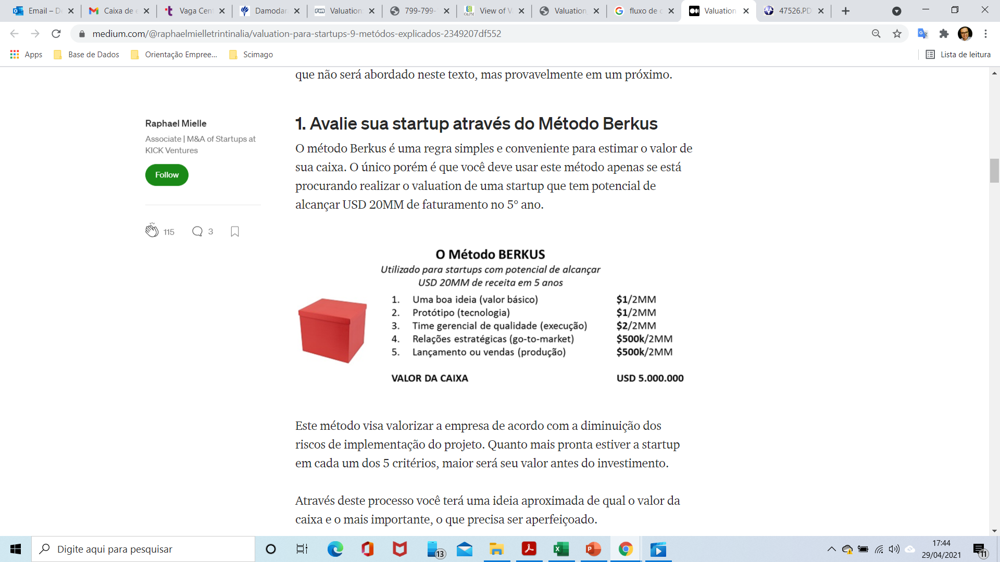 Email – De
Caixa de e
Vaga Cent
Damodar
Valuation
799-799-
View of V
Valuation
fluxo de c
Valuation
47526.PD
medium.com/@raphaelmielletrintinalia/valuation-para-startups-9-metódos-explicados-2349207df552
Apps
Base de Dados
Orientação Empree...
Scimago
Lista de leitura
que não será abordado neste texto, mas provavelmente em um próximo.
Raphael Mielle
Associate | M&A of Startups at
KICK Ventures
Follow
115
3
1. Avalie sua startup através do Método Berkus
O método Berkus é uma regra simples e conveniente para estimar o valor de
sua caixa. O único porém é que você deve usar este método apenas se está
procurando realizar o valuation de uma startup que tem potencial de
alcançar USD 20MM de faturamento no 5° ano.
O Método BERKUS
Utilizado para startups com potencial de alcançar
USD 20MM de receita em 5 anos
1. Uma boa ideia (valor básico) $1/2MM
2. Protótipo (tecnologia) $1/2MM
3. Time gerencial de qualidade (execução) $2/2MM
4. Relações estratégicas (go-to-market) $500k/2MM
5. Lançamento ou vendas (produção) $500k/2MM
VALOR DA CAIXA USD 5.000.000
Este método visa valorizar a empresa de acordo com a diminuição dos
riscos de implementação do projeto. Quanto mais pronta estiver a startup
em cada um dos 5 critérios, maior será seu valor antes do investimento.
Através deste processo você terá uma ideia aproximada de qual o valor da
caixa e o mais importante, o que precisa ser aperfeiçoado.
Digite aqui para pesquisar
13
17:44
29/04/2021
11